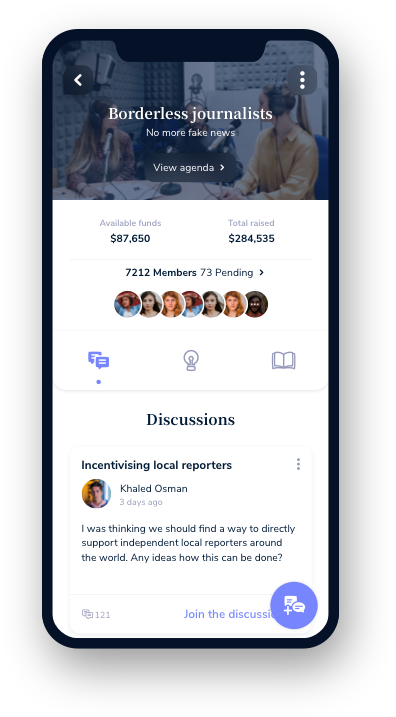 Borderless journalists
No more fake news
View agenda
Available funds
Total raised
$87,650
$284,535
7212 Members 73 Pending
Discussions
Incentivising local reporters
Khaled Osman
3 days ago
I was thinking we should find a way to directly
support independent local reporters around
the world. Any ideas how this can be done?
121
Join the discussi